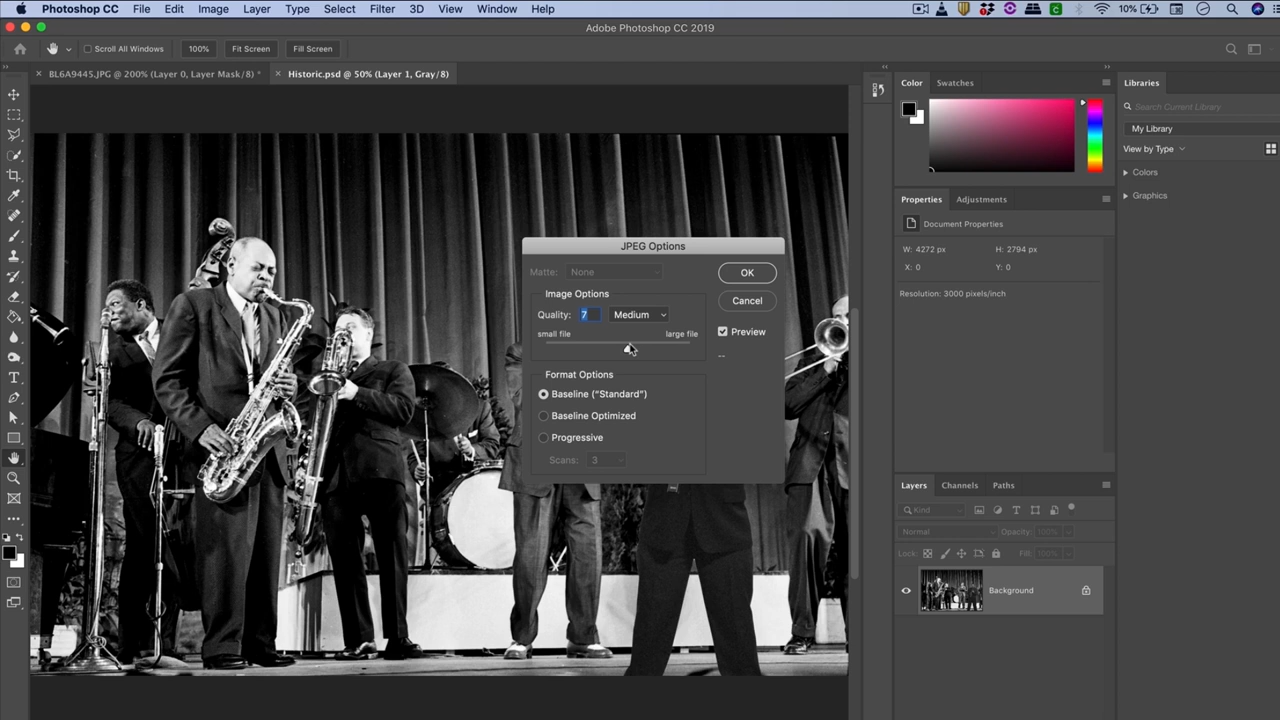 Photoshop CC File Edit Image Layer Type Select Filter 3D View Window Help 10%
Adobe Photoshop CC 2019
Scroll All Windows 100% Fit Screen Fill Screen
BL6A9445.JPG @ 200% (Layer 0, Layer Mask/8) * Historic.psd @ 50% (Layer 1, Gray/8)
Color Swatches
Libraries
Search Current Library
My Library
View by Type
Colors
Graphics
Properties Adjustments
Document Properties
W: 4272 px H: 2794 px
X: 0 Y: 0
Resolution: 3000 pixels/inch
JPEG Options
Matte: None
OK
Image Options
Cancel
Quality: 7 Medium
small file large file
Preview
--
Format Options
Baseline (“Standard”)
Baseline Optimized
Progressive
Scans: 3
Layers Channels Paths
Kind
Normal Opacity: 100%
Lock: Fill: 100%
Background